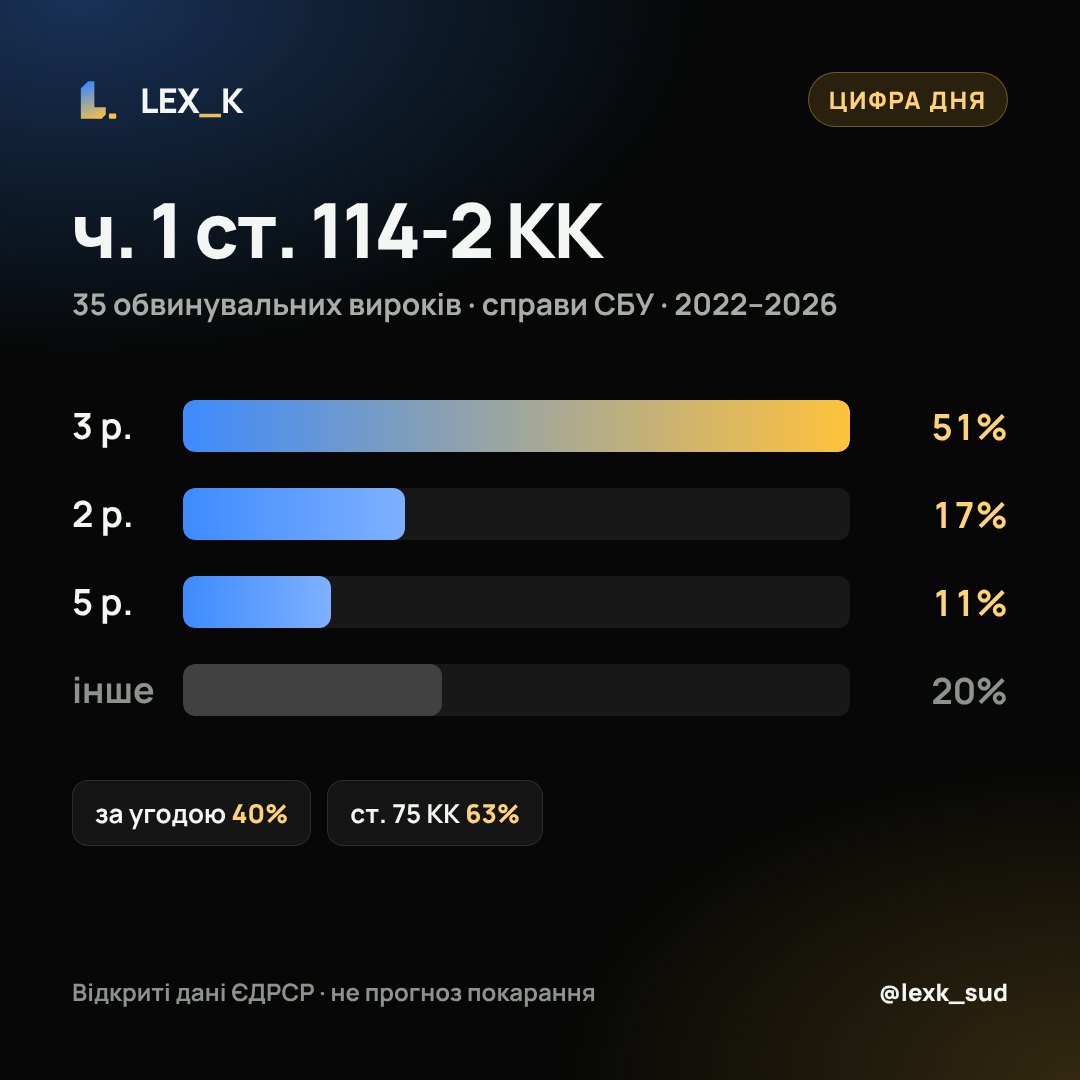 LEX_K
ЦИФРА ДНЯ
ч. 1 ст. 114-2 КК
35 обвинувальних вироків · справи СБУ · 2022–2026
3 р. 51%
2 р. 17%
5 р. 11%
інше 20%
за угодою 40% ст. 75 КК 63%
Відкриті дані ЄДРСР · не прогноз покарання
@lexk_sud